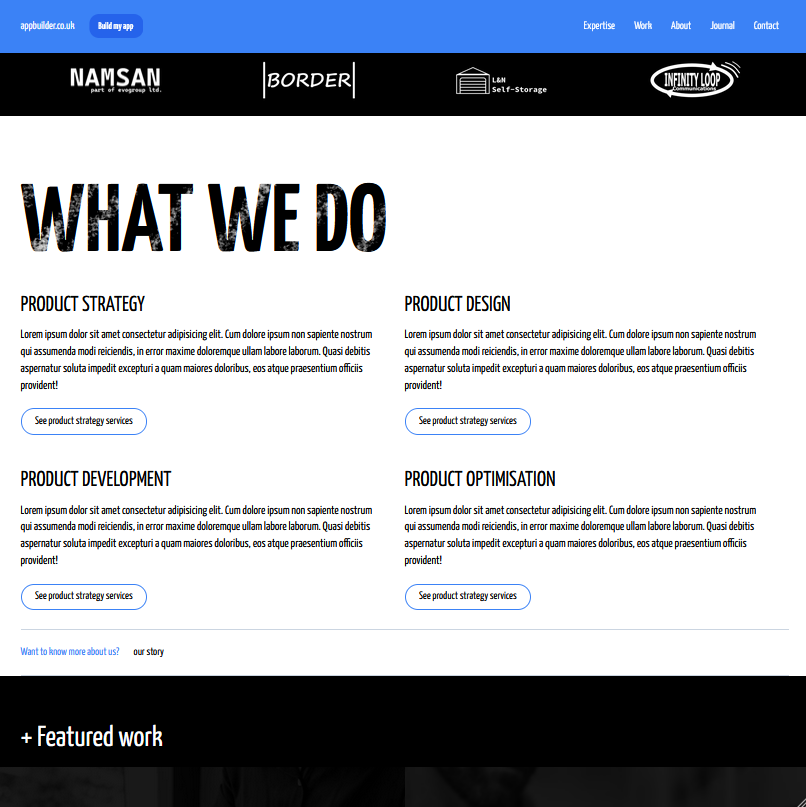 appbuilder.co.uk Build my app Expertise Work About Journal Contact
NAMSAN
part of evogroup ltd.
BORDER
L&N
Self-Storage
INFINITY LOOP
Communications
WHAT WE DO
PRODUCT STRATEGY
Lorem ipsum dolor sit amet consectetur adipisicing elit. Cum dolore ipsum non sapiente nostrum
qui assumenda modi reiciendis, in error maxime doloremque ullam labore laborum. Quasi debitis
aspernatur soluta impedit excepturi a quam maiores doloribus, eos atque praesentium officiis
provident!
See product strategy services
PRODUCT DESIGN
Lorem ipsum dolor sit amet consectetur adipisicing elit. Cum dolore ipsum non sapiente nostrum
qui assumenda modi reiciendis, in error maxime doloremque ullam labore laborum. Quasi debitis
aspernatur soluta impedit excepturi a quam maiores doloribus, eos atque praesentium officiis
provident!
See product strategy services
PRODUCT DEVELOPMENT
Lorem ipsum dolor sit amet consectetur adipisicing elit. Cum dolore ipsum non sapiente nostrum
qui assumenda modi reiciendis, in error maxime doloremque ullam labore laborum. Quasi debitis
aspernatur soluta impedit excepturi a quam maiores doloribus, eos atque praesentium officiis
provident!
See product strategy services
PRODUCT OPTIMISATION
Lorem ipsum dolor sit amet consectetur adipisicing elit. Cum dolore ipsum non sapiente nostrum
qui assumenda modi reiciendis, in error maxime doloremque ullam labore laborum. Quasi debitis
aspernatur soluta impedit excepturi a quam maiores doloribus, eos atque praesentium officiis
provident!
See product strategy services
Want to know more about us? our story
+ Featured work